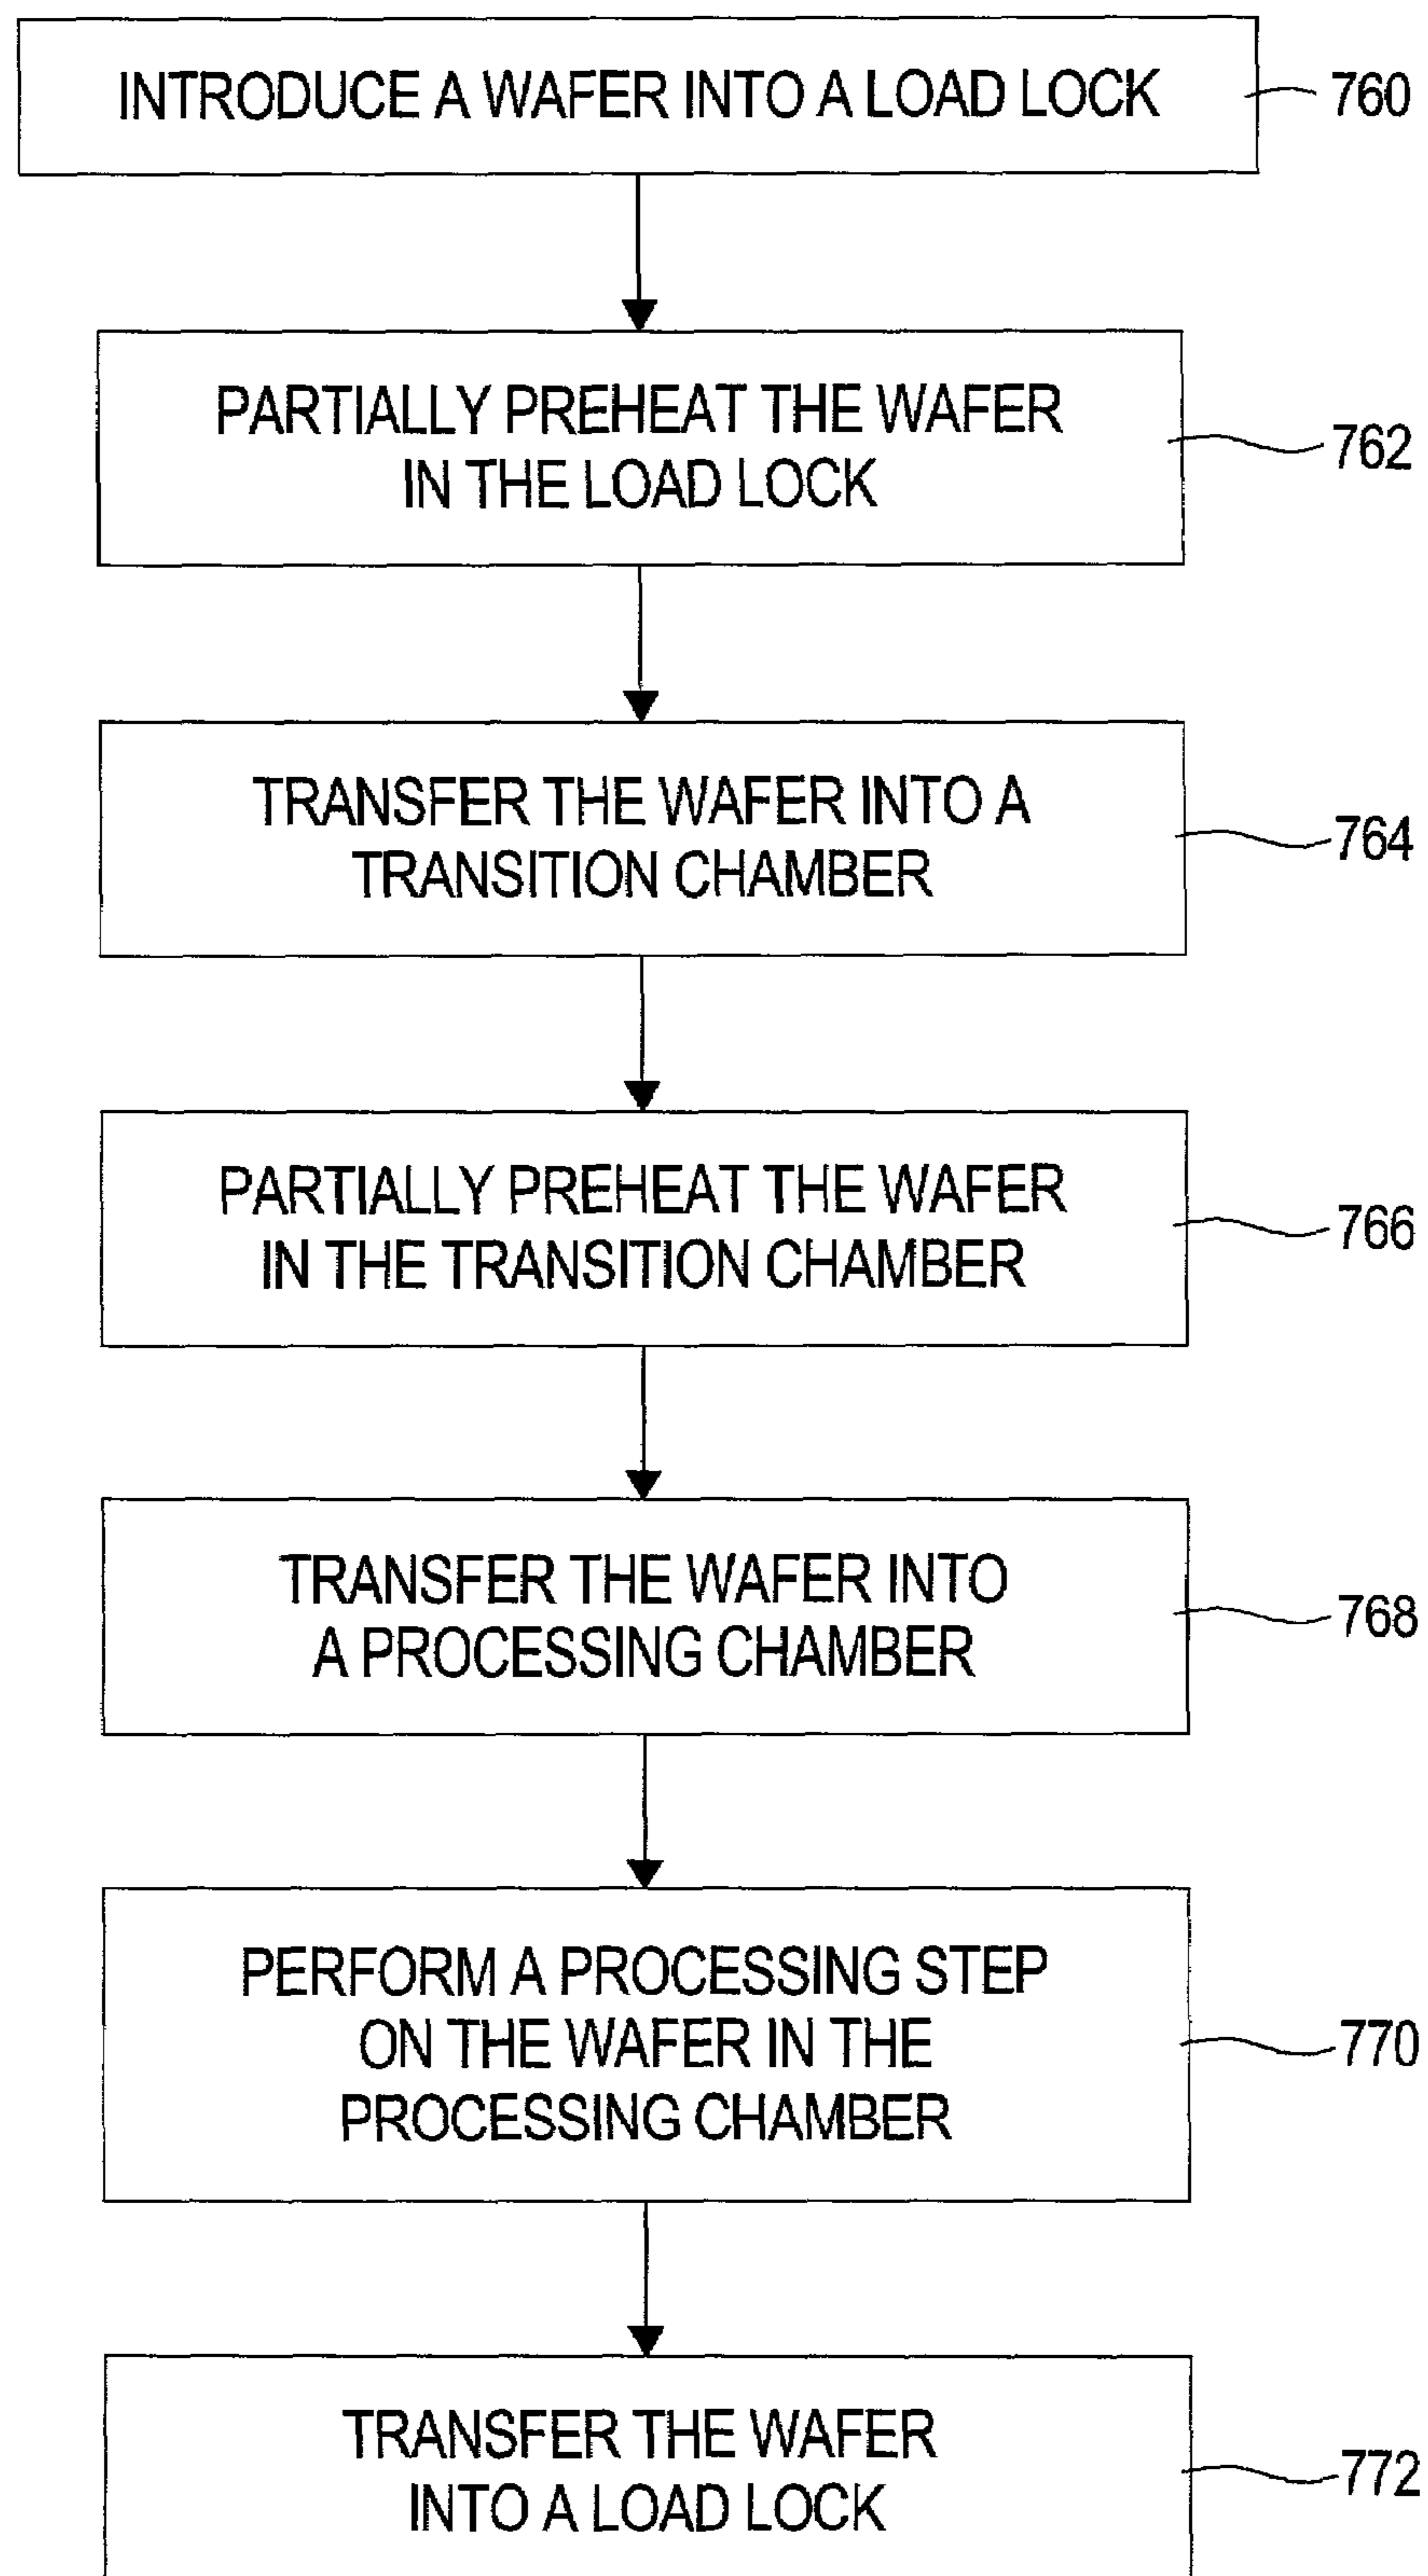 INTRODUCE A WAFER INTO A LOAD LOCK
760
PARTIALLY PREHEAT THE WAFER
IN THE LOAD LOCK
762
TRANSFER THE WAFER INTO A
TRANSITION CHAMBER
764
PARTIALLY PREHEAT THE WAFER
IN THE TRANSITION CHAMBER
766
TRANSFER THE WAFER INTO
A PROCESSING CHAMBER
768
PERFORM A PROCESSING STEP
ON THE WAFER IN THE
PROCESSING CHAMBER
770
TRANSFER THE WAFER
INTO A LOAD LOCK
772